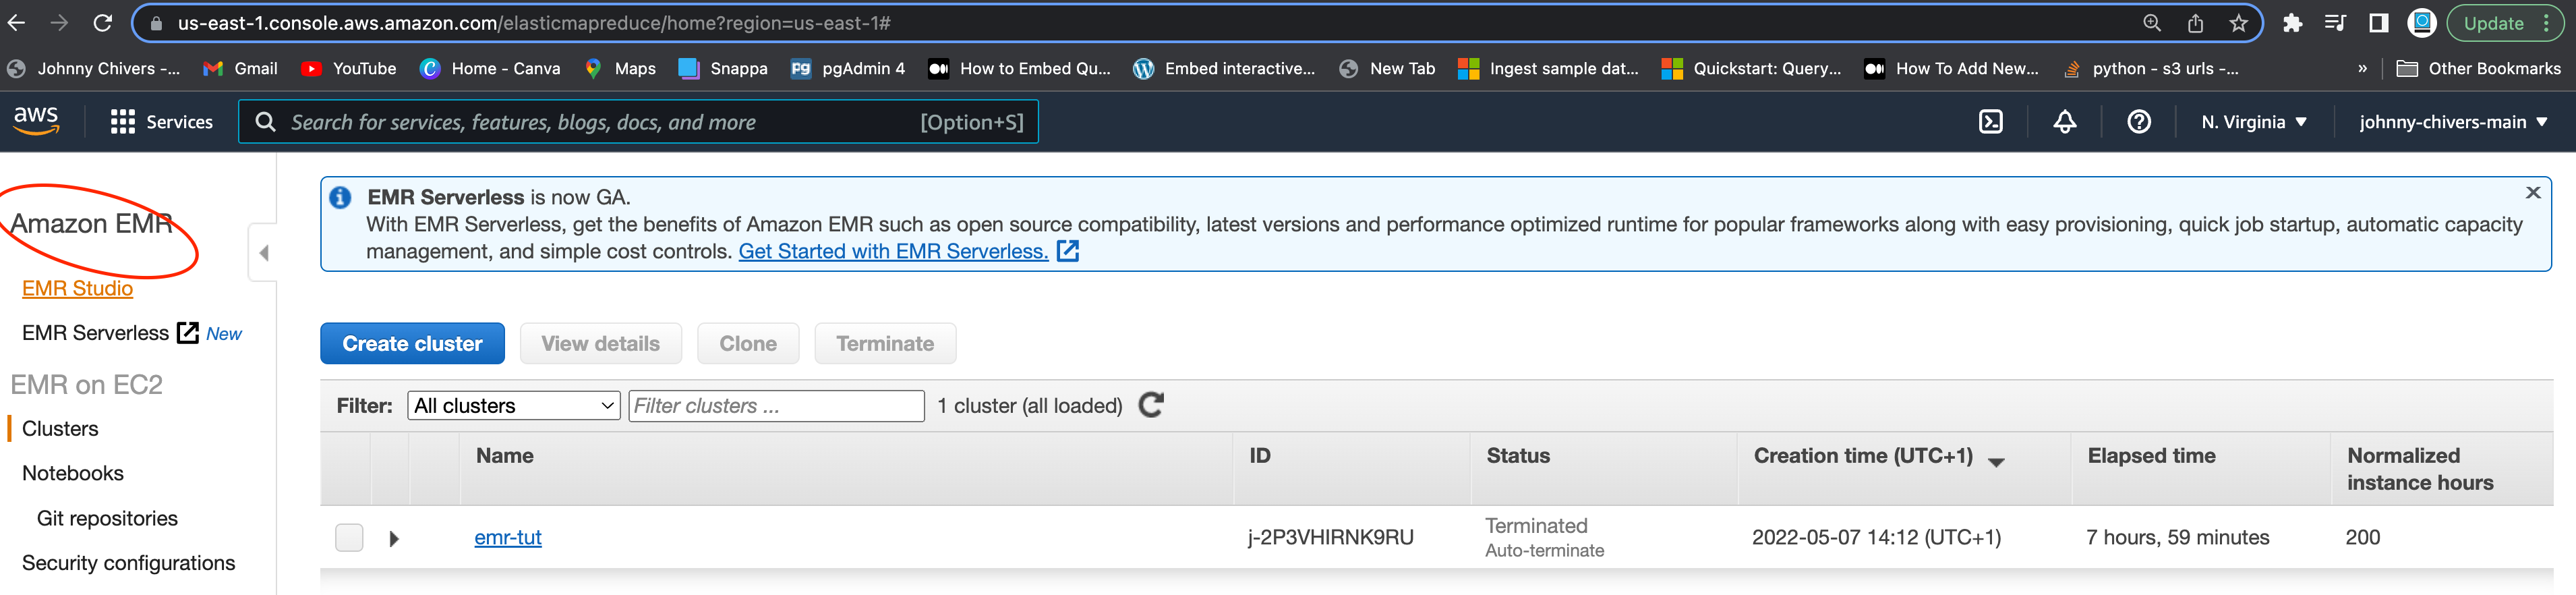 us-east-1.console.aws.amazon.com/elasticmapreduce/home?region=us-east-1#
Update
Johnny Chivers -...
Gmail
YouTube
Home - Canva
Maps
Snappa
Pg
pgAdmin 4
How to Embed Qu...
Embed interactive...
New Tab
Ingest sample dat...
Quickstart: Query...
How To Add New...
python - s3 urls -...
»
Other Bookmarks
aws
Services
Search for services, features, blogs, docs, and more
[Option+S]
N. Virginia
johnny-chivers-main
Amazon EMR
EMR Studio
EMR Serverless New
EMR on EC2
Clusters
Notebooks
Git repositories
Security configurations
EMR Serverless is now GA.
With EMR Serverless, get the benefits of Amazon EMR such as open source compatibility, latest versions and performance optimized runtime for popular frameworks along with easy provisioning, quick job startup, automatic capacity
management, and simple cost controls. Get Started with EMR Serverless.
Create cluster
View details
Clone
Terminate
Filter: All clusters Filter clusters ... 1 cluster (all loaded)
Name
ID
Status
Creation time (UTC+1)
Elapsed time
Normalized
instance hours
emr-tut
j-2P3VHIRNK9RU
Terminated
Auto-terminate
2022-05-07 14:12 (UTC+1)
7 hours, 59 minutes
200